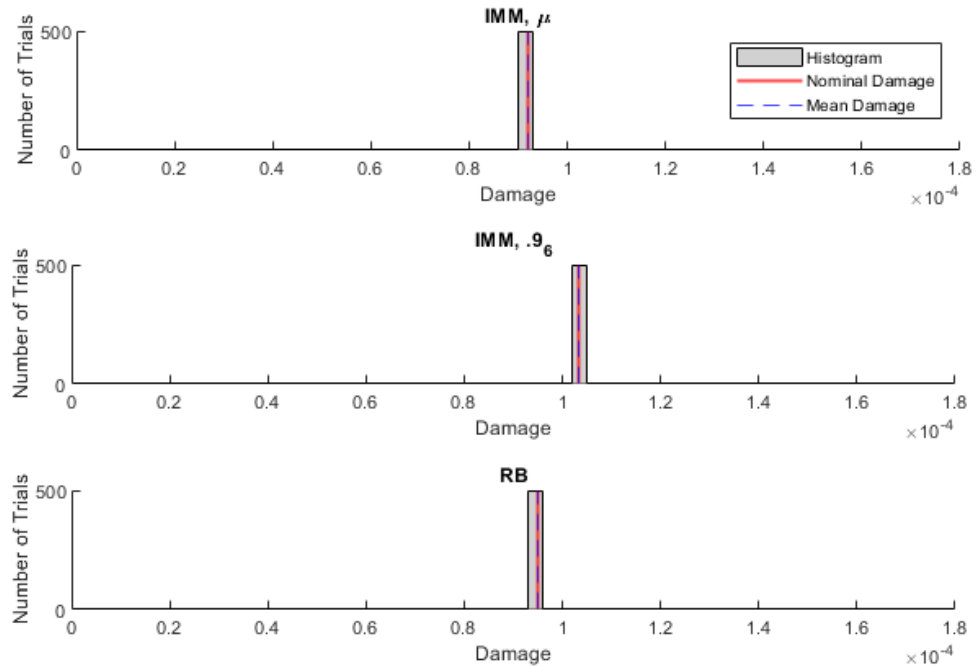 IMM, μ
Number of Trials
500
0
Histogram
Nominal Damage
Mean Damage
0 0.2 0.4 0.6 0.8 1 1.2 1.4 1.6 1.8
Damage
×10⁻⁴
IMM, .9₆
Number of Trials
500
0
0 0.2 0.4 0.6 0.8 1 1.2 1.4 1.6 1.8
Damage
×10⁻⁴
RB
Number of Trials
500
0
0 0.2 0.4 0.6 0.8 1 1.2 1.4 1.6 1.8
Damage
×10⁻⁴